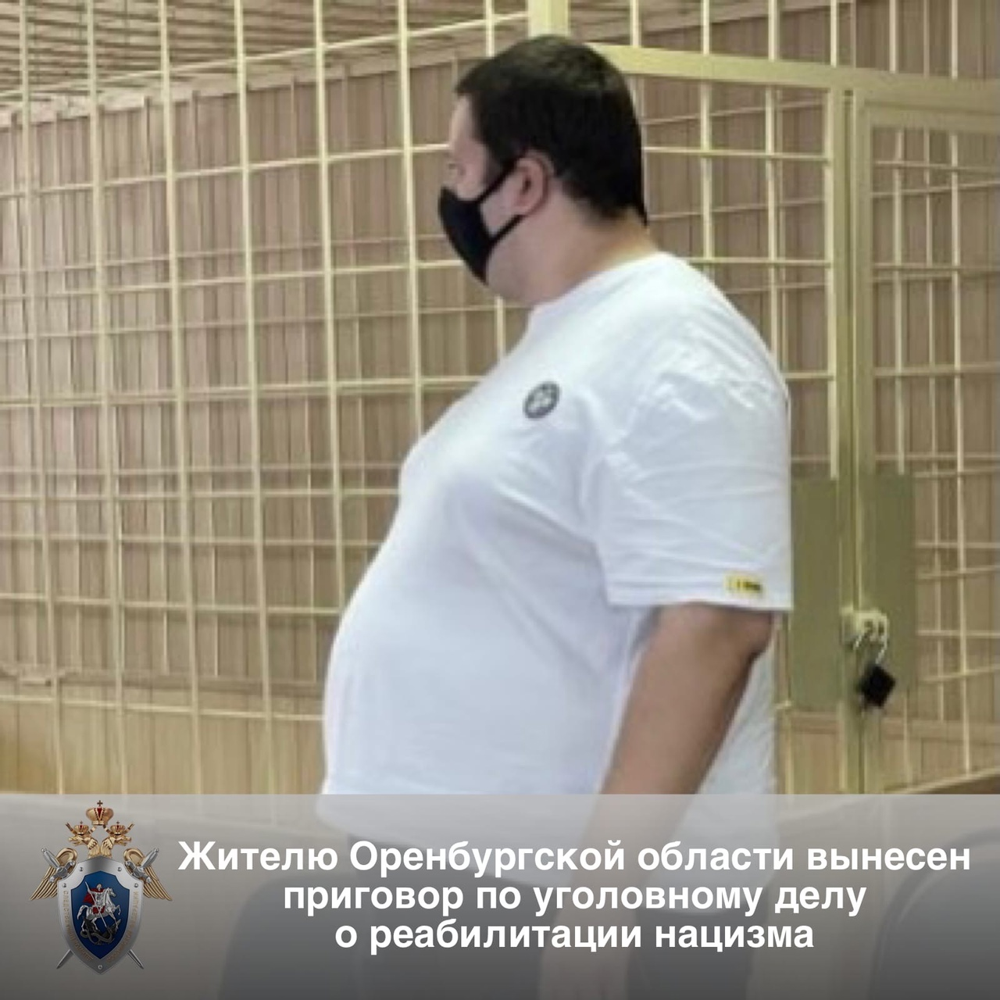 Жителю Оренбургской области вынесен
приговор по уголовному делу
о реабилитации нацизма